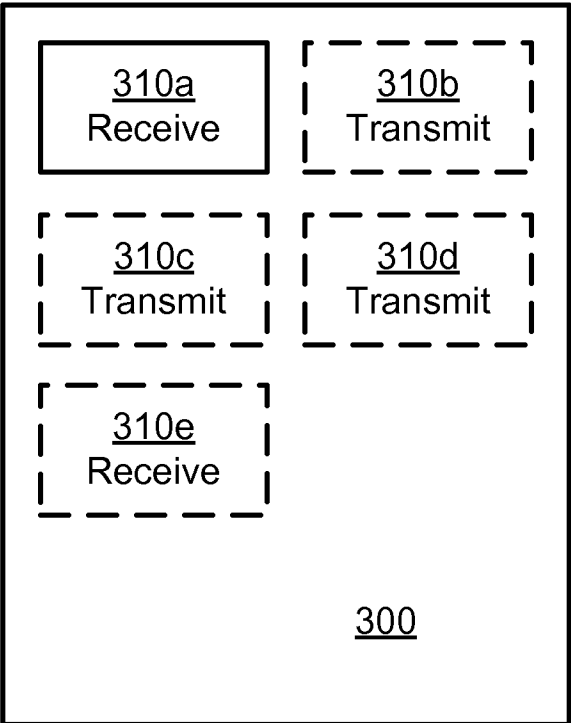 310a
Receive
310b
Transmit
310c
Transmit
310d
Transmit
310e
Receive
300